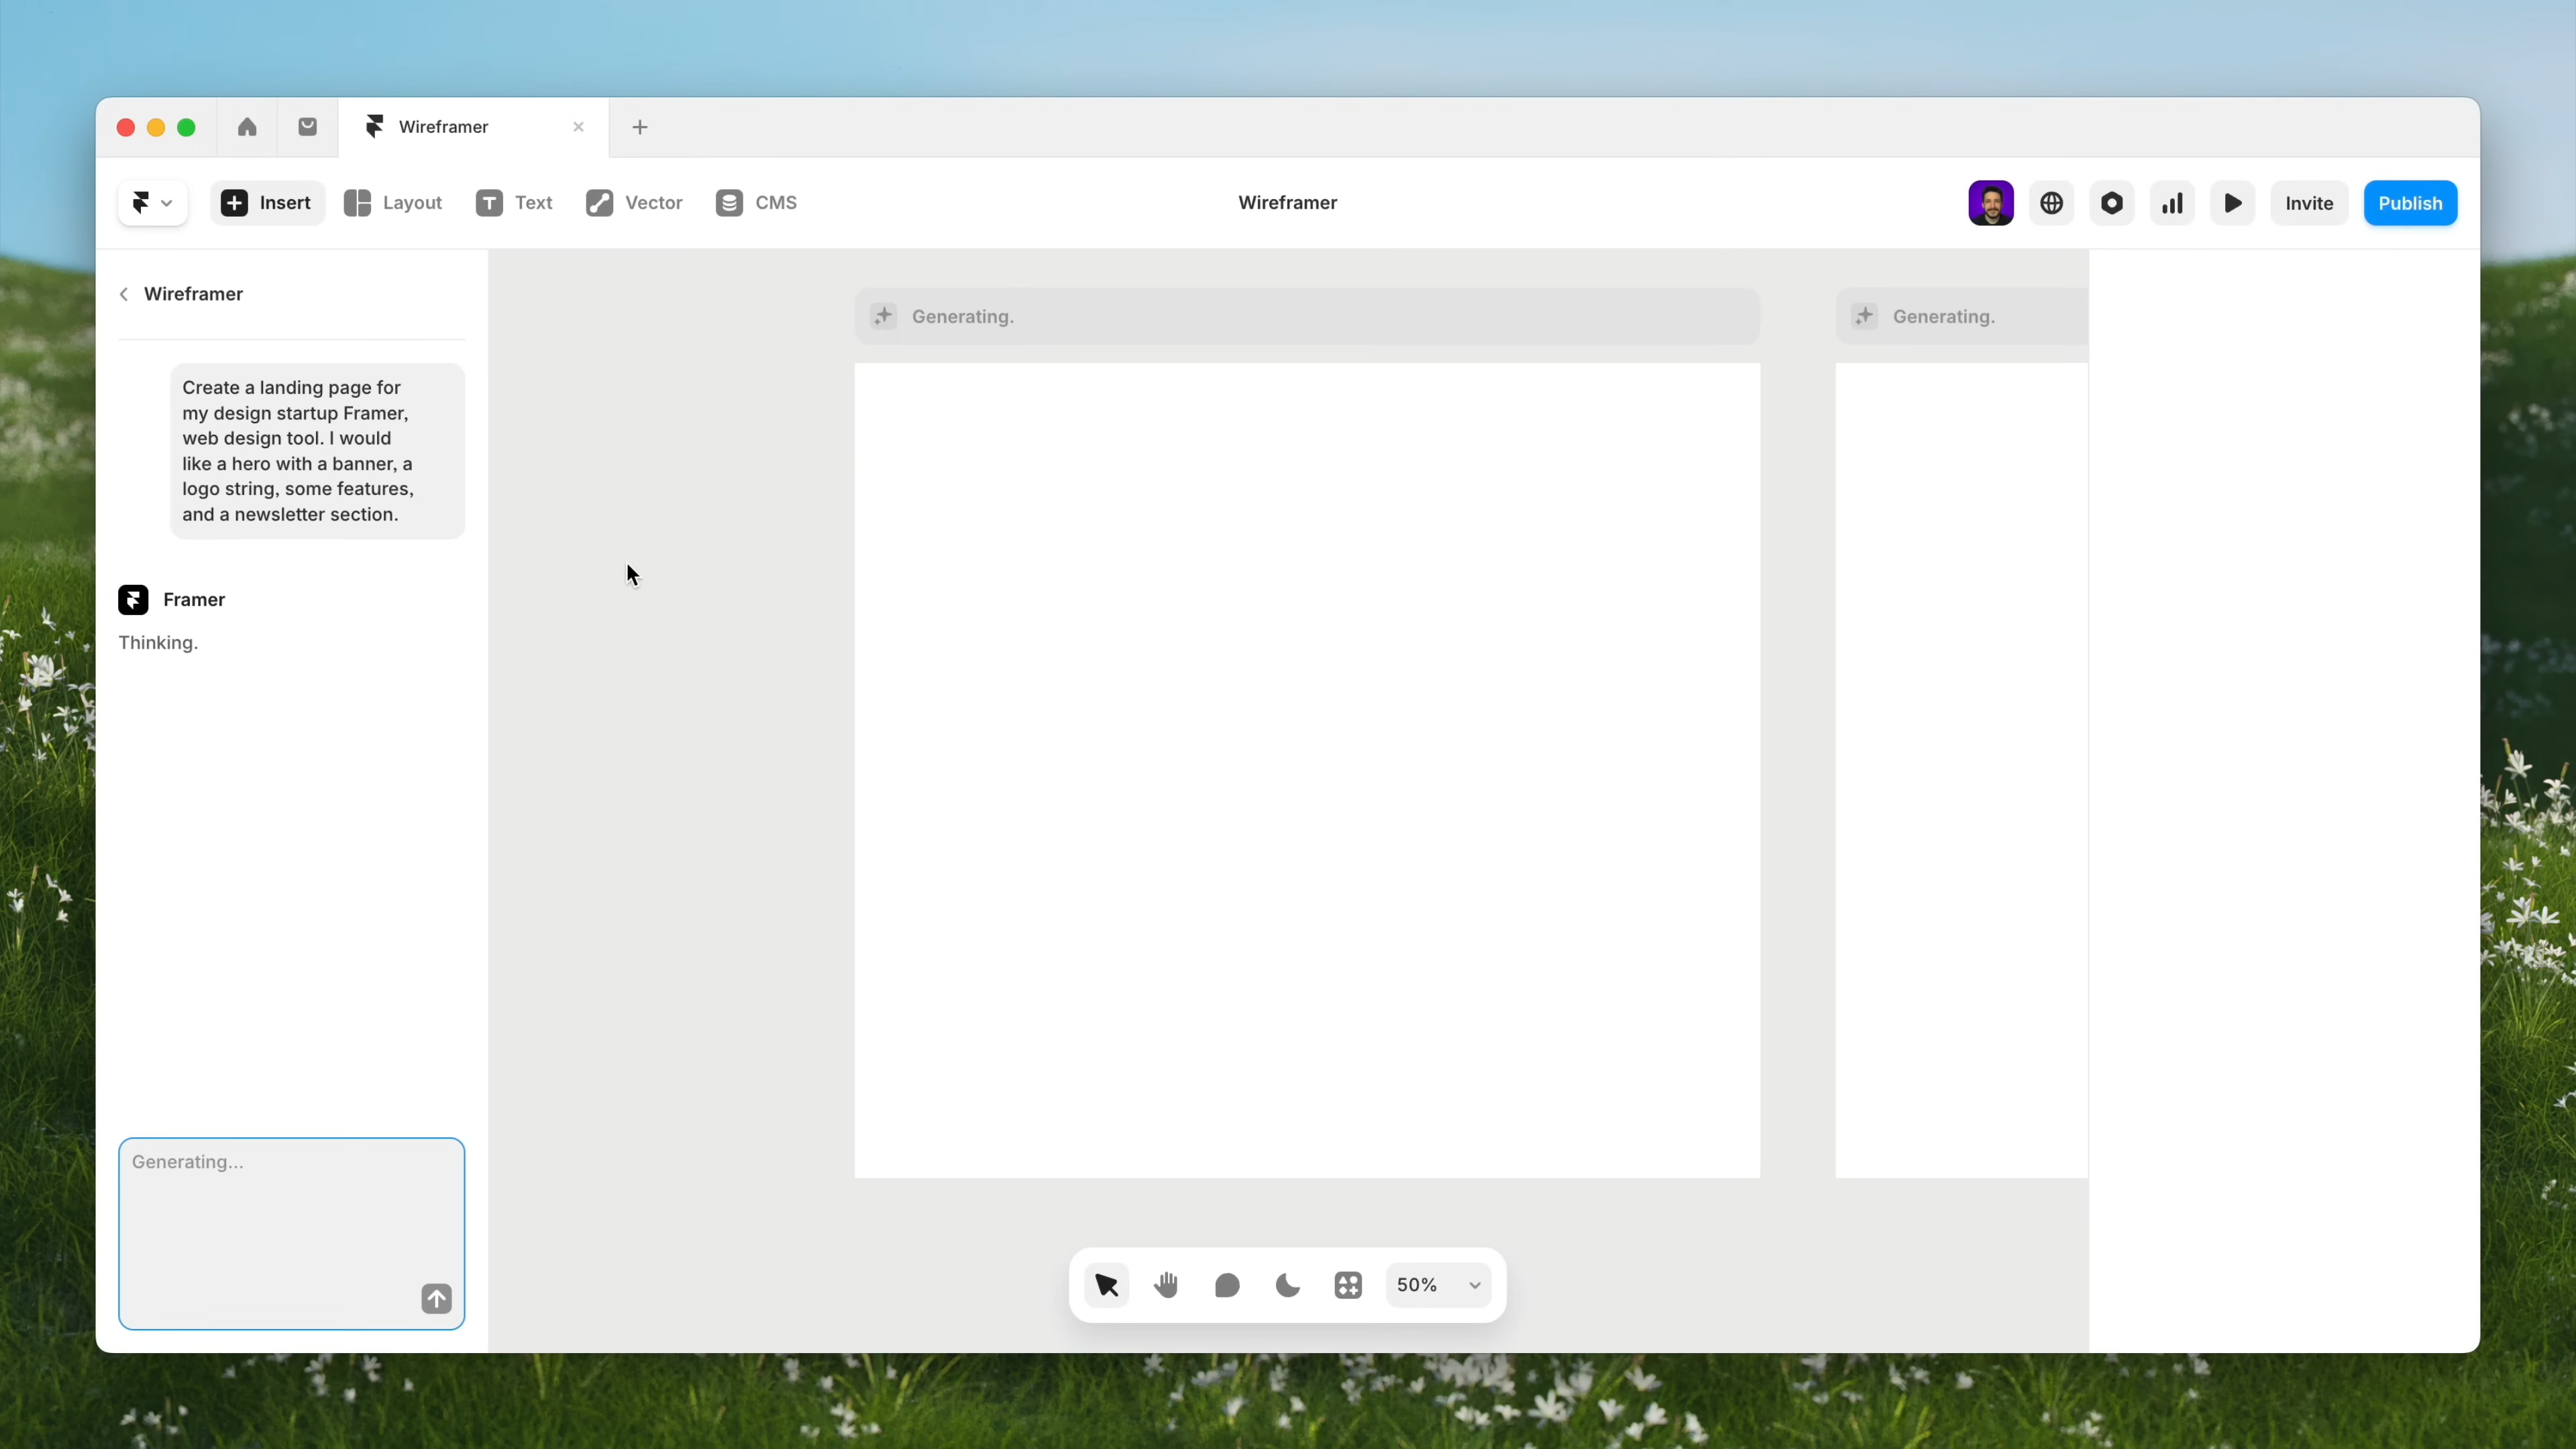 Wireframer
Insert
Layout
Text
Vector
CMS
Wireframer
Invite
Publish
Wireframer
Create a landing page for
my design startup Framer,
web design tool. I would
like a hero with a banner, a
logo string, some features,
and a newsletter section.
Framer
Thinking.
Generating...
Generating.
Generating.
50%